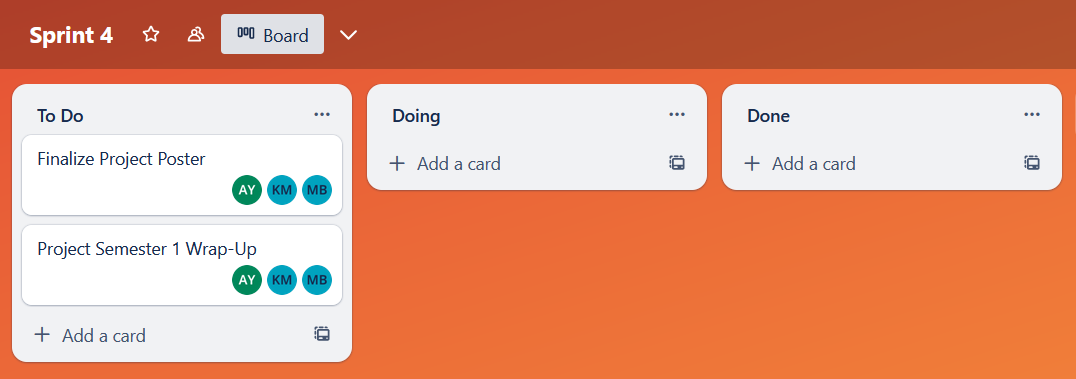 Sprint 4
Board
To Do
Finalize Project Poster
AY KM MB
Project Semester 1 Wrap-Up
AY KM MB
Add a card
Doing
Add a card
Done
Add a card